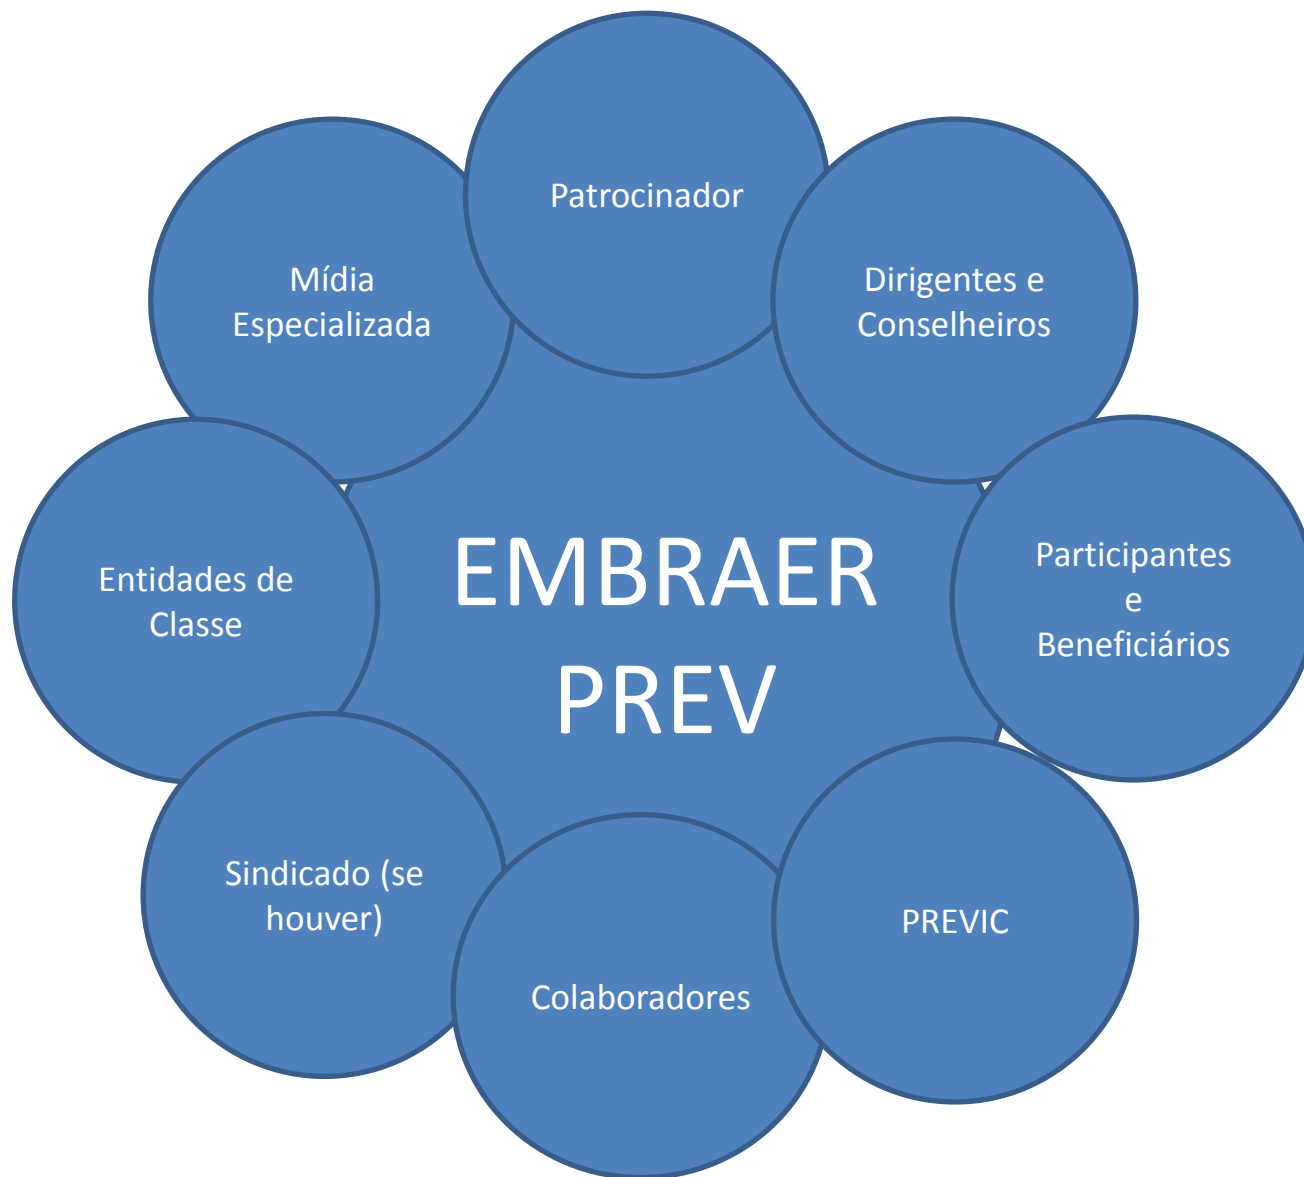 Patrocinador
Mídia
Especializada
Dirigentes e
Conselheiros
EMBRAER
PREV
Entidades de
Classe
Participantes
e
Beneficiários
Sindicado (se
houver)
PREVIC
Colaboradores